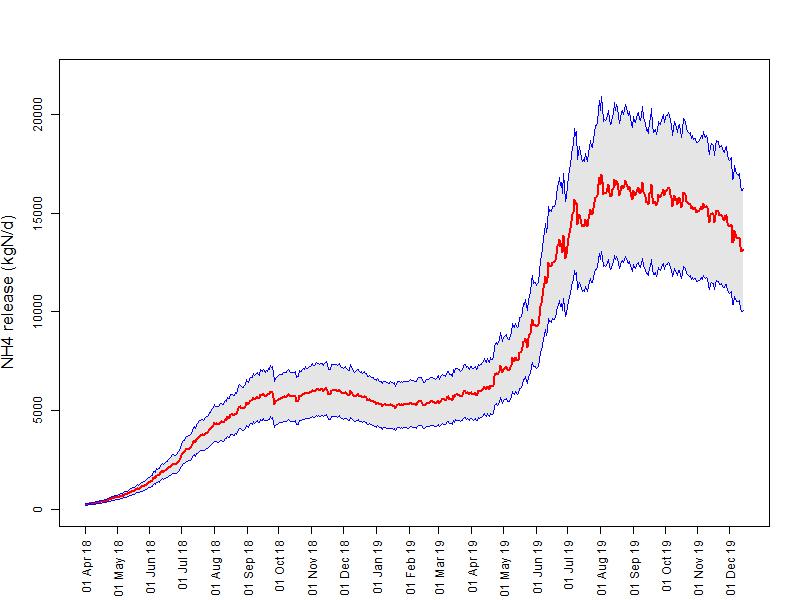 NH4 release (kgN/d)
20000
15000
10000
5000
0
01 Apr 18
01 May 18
01 Jun 18
01 Jul 18
01 Aug 18
01 Sep 18
01 Oct 18
01 Nov 18
01 Dec 18
01 Jan 19
01 Feb 19
01 Mar 19
01 Apr 19
01 May 19
01 Jun 19
01 Jul 19
01 Aug 19
01 Sep 19
01 Oct 19
01 Nov 19
01 Dec 19